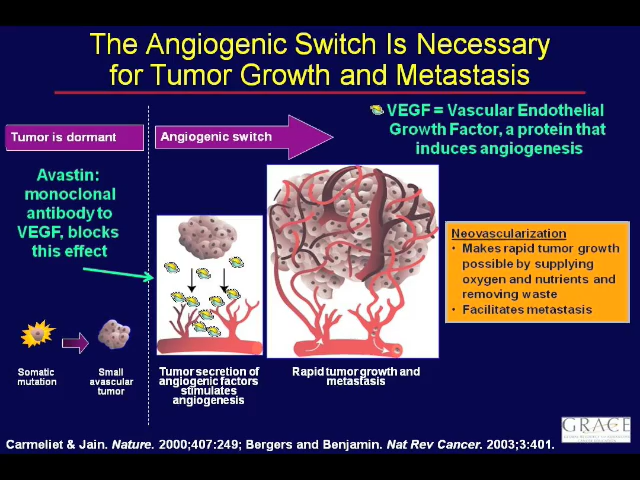 The Angiogenic Switch Is Necessary
for Tumor Growth and Metastasis
VEGF = Vascular Endothelial
Growth Factor, a protein that
induces angiogenesis
Tumor is dormant
Angiogenic switch
Avastin:
monoclonal
antibody to
VEGF, blocks
this effect
Neovascularization
• Makes rapid tumor growth
possible by supplying
oxygen and nutrients and
removing waste
• Facilitates metastasis
Somatic
mutation
Small
avascular
tumor
Tumor secretion of
angiogenic factors
stimulates
angiogenesis
Rapid tumor growth and
metastasis
GRACE
Carmeliet & Jain. Nature. 2000;407:249; Bergers and Benjamin. Nat Rev Cancer. 2003;3:401.